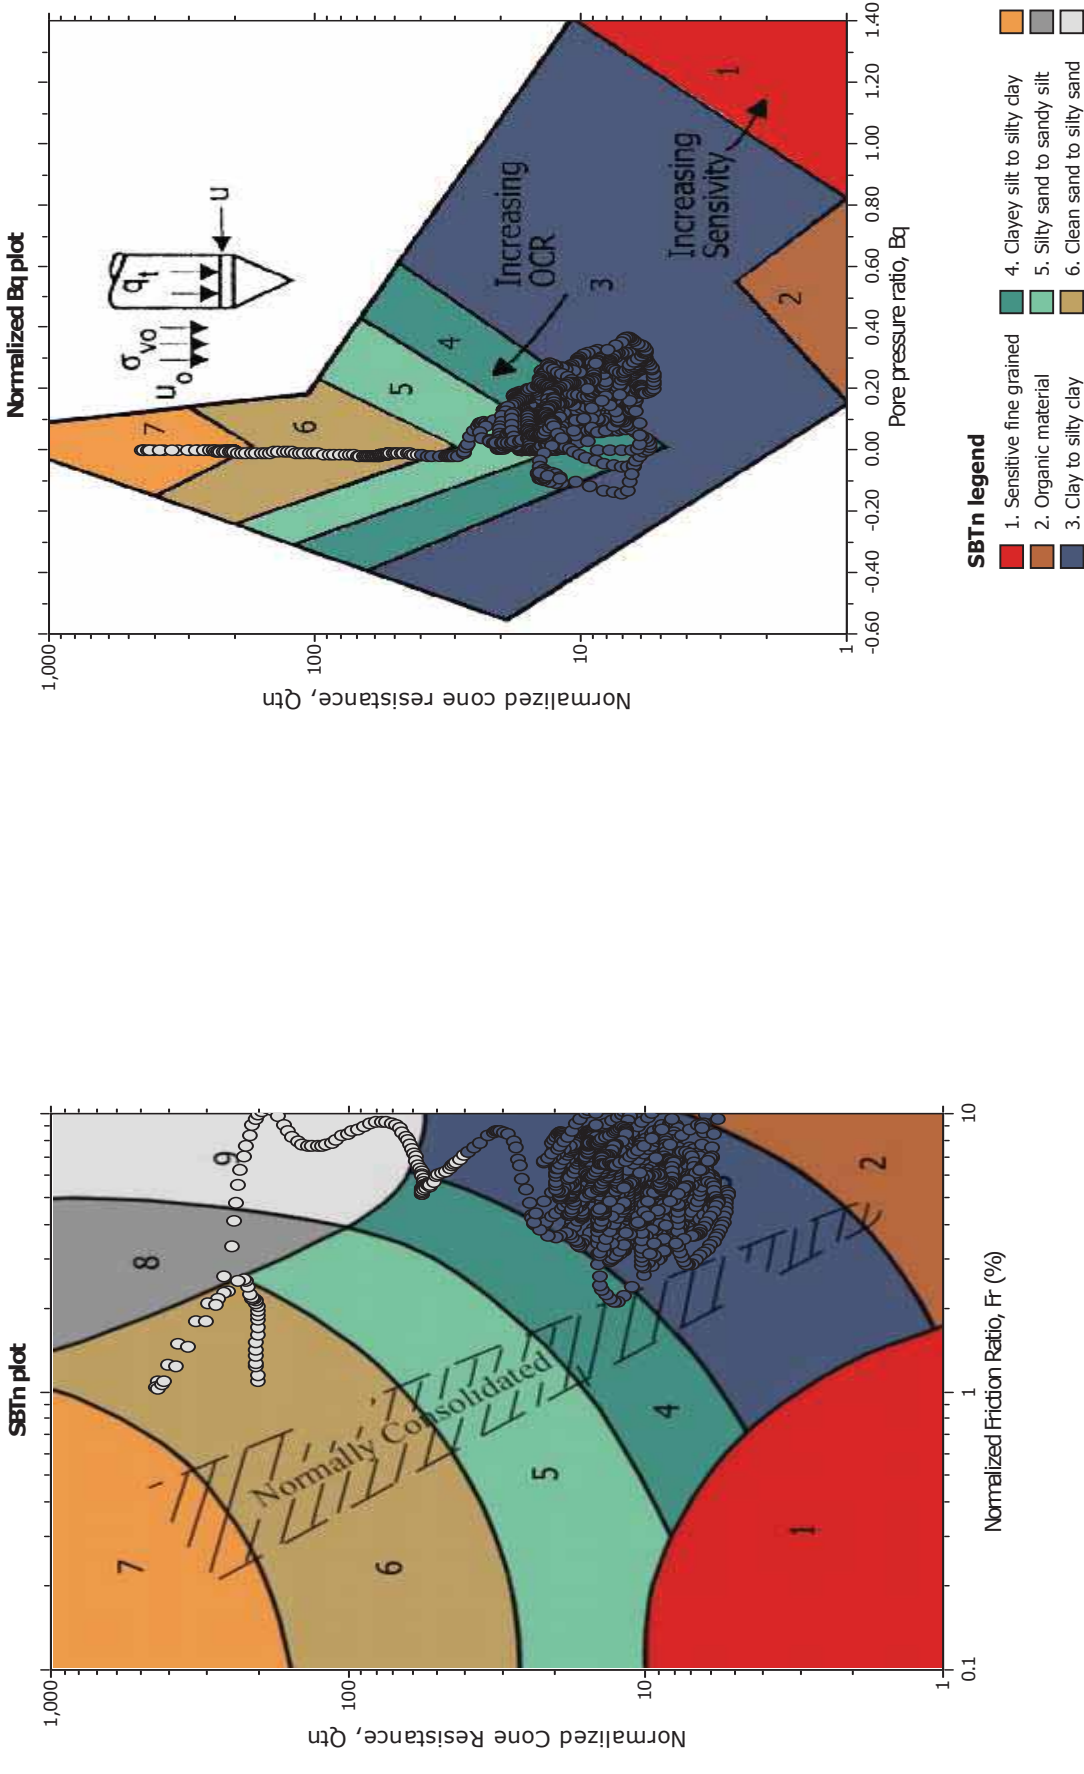 SBTn plot
1,000
100
10
1
Normalized Cone Resistance, Qtn
0.1
1
10
Normalized Friction Ratio, Fr (%)
7
8
9
6
5
4
1
2
Normally Consolidated
Normalized Bq plot
1,000
100
10
1
Normalized cone resistance, Qtn
-0.60
-0.40
-0.20
0.00
0.20
0.40
0.60
0.80
1.00
1.20
1.40
Pore pressure ratio, Bq
7
6
5
4
3
2
1
uo
σvo
qt
u
Increasing
OCR
Increasing
Sensivity
SBTn legend
1. Sensitive fine grained
2. Organic material
3. Clay to silty clay
4. Clayey silt to silty clay
5. Silty sand to sandy silt
6. Clean sand to silty sand